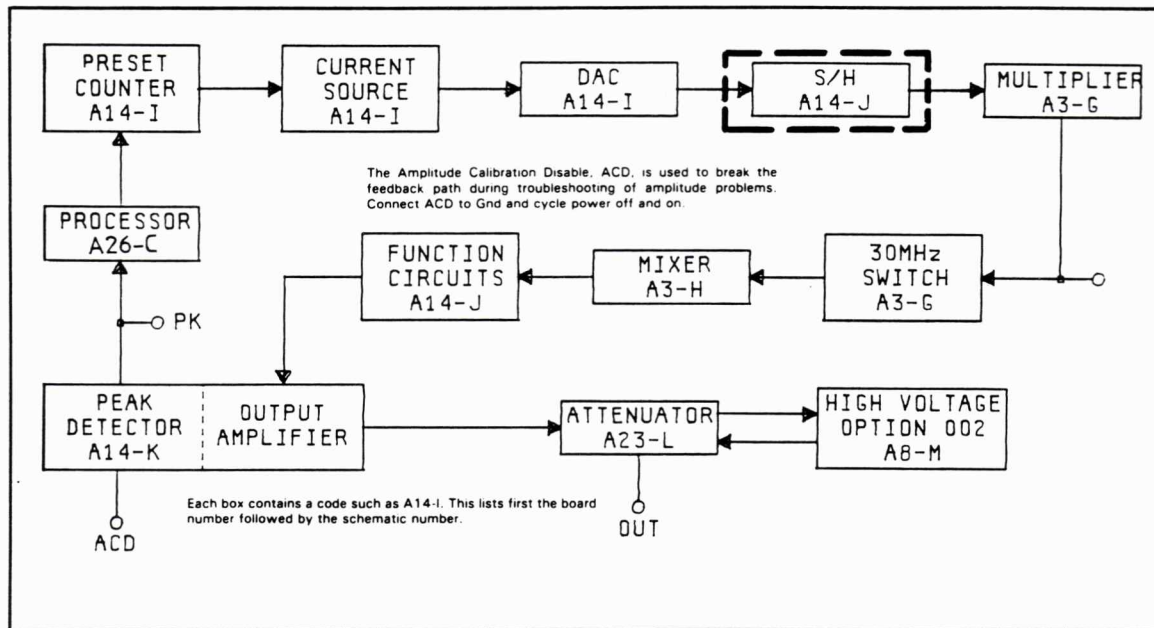 PRESET
COUNTER
A14-I
CURRENT
SOURCE
A14-I
DAC
A14-I
S/H
A14-J
MULTIPLIER
A3-G
The Amplitude Calibration Disable, ACD, is used to break the
feedback path during troubleshooting of amplitude problems.
Connect ACD to Gnd and cycle power off and on.
PROCESSOR
A26-C
FUNCTION
CIRCUITS
A14-J
MIXER
A3-H
30MHz
SWITCH
A3-G
PK
PEAK
DETECTOR
A14-K
OUTPUT
AMPLIFIER
ATTENUATOR
A23-L
HIGH VOLTAGE
OPTION 002
A8-M
Each box contains a code such as A14-I. This lists first the board
number followed by the schematic number.
ACD
OUT